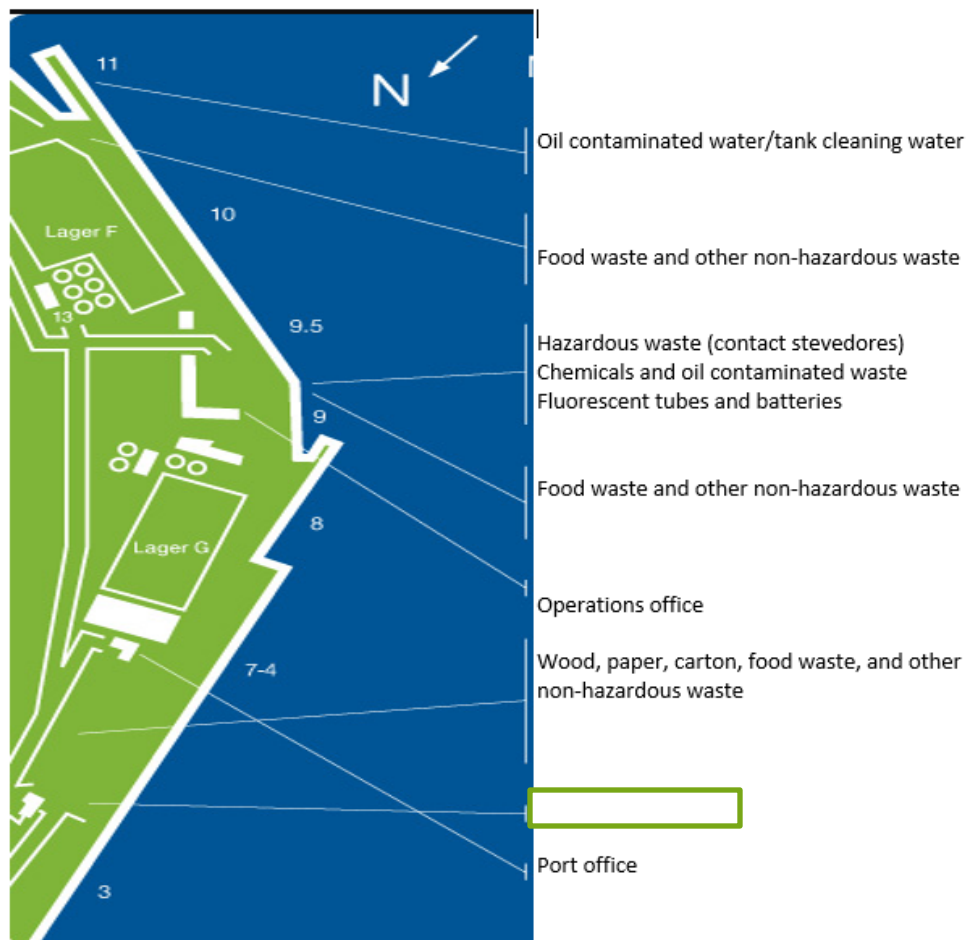 11
N
Oil contaminated water/tank cleaning water
10
Lager F
Food waste and other non-hazardous waste
13
9.5
Hazardous waste (contact stevedores)
Chemicals and oil contaminated waste
Fluorescent tubes and batteries
9
Food waste and other non-hazardous waste
8
Lager G
Operations office
7-4
Wood, paper, carton, food waste, and other
non-hazardous waste
Port office
3